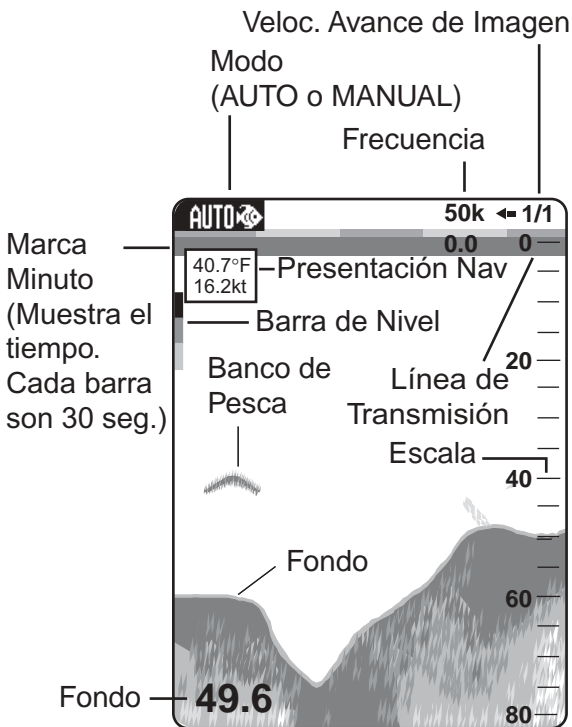 Veloc. Avance de Imagen
Modo
(AUTO o MANUAL)
Frecuencia
AUTO
50k 1/1
Marca
Minuto
(Muestra el
tiempo.
Cada barra
son 30 seg.)
0.0 0
40.7°F
16.2kt
Presentación Nav
Barra de Nivel
20
Banco de
Pesca
Línea de
Transmisión
Escala
40
Fondo
60
Fondo
49.6
80